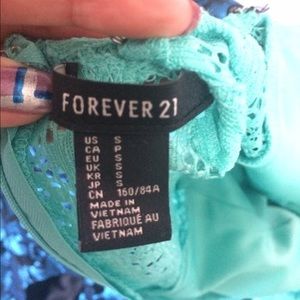 FOREVER 21
US S
CA P
EU S
UK S
KR S
JP S
CN 160/84A
MADE IN
VIETNAM
FABRIQUÉ AU
VIETNAM